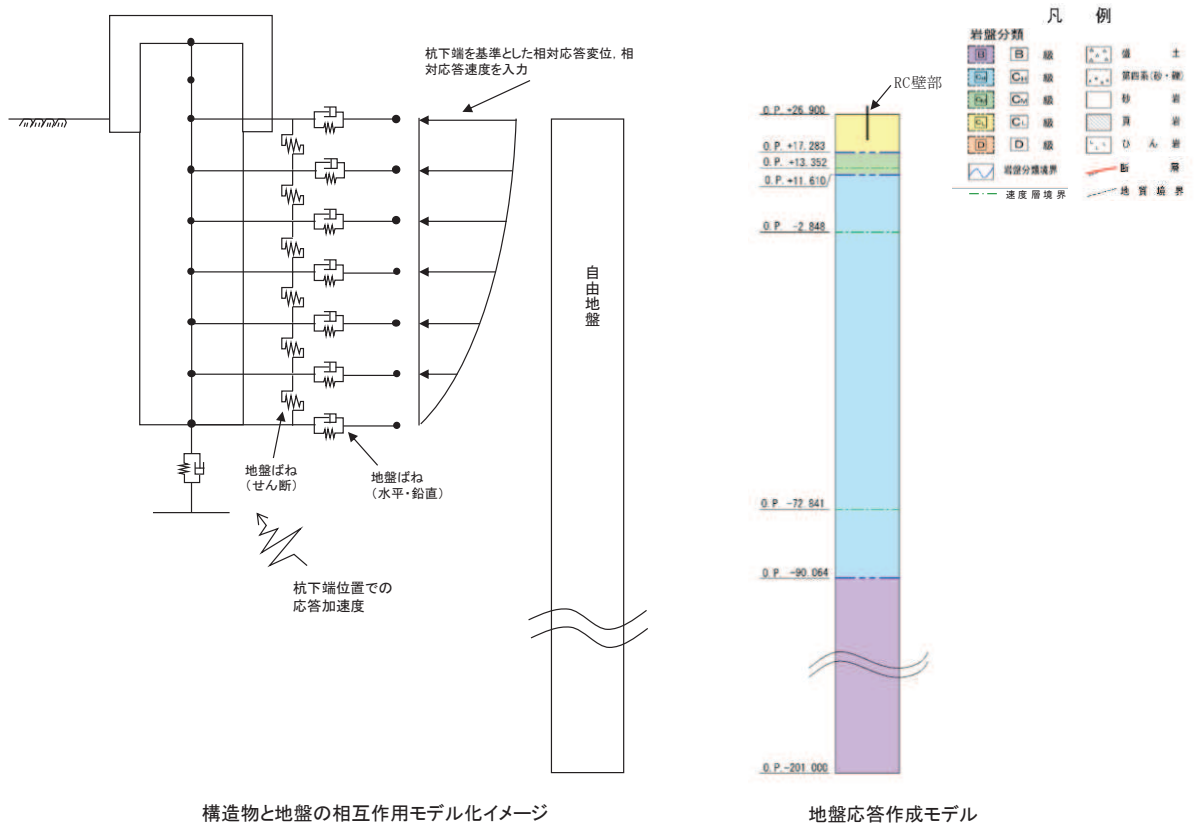 杭下端を基準とした相対応答変位, 相
対応答速度を入力
自由地盤
地盤ばね
(せん断)
地盤ばね
(水平・鉛直)
杭下端位置での
応答加速度
構造物と地盤の相互作用モデル化イメージ
RC壁部
O.P. +26.900
O.P. +17.283
O.P. +13.352
O.P. +11.610
O.P. -2.848
O.P. -72.841
O.P. -90.064
O.P. -201.000
地盤応答作成モデル
凡 例
岩盤分類
B B 級
CH CH 級
CM CM 級
CL CL 級
D D 級
岩盤分類境界
速度層境界
盛 土
第四系(砂・礫)
砂 岩
頁 岩
ひ ん 岩
断 層
地 質 境 界